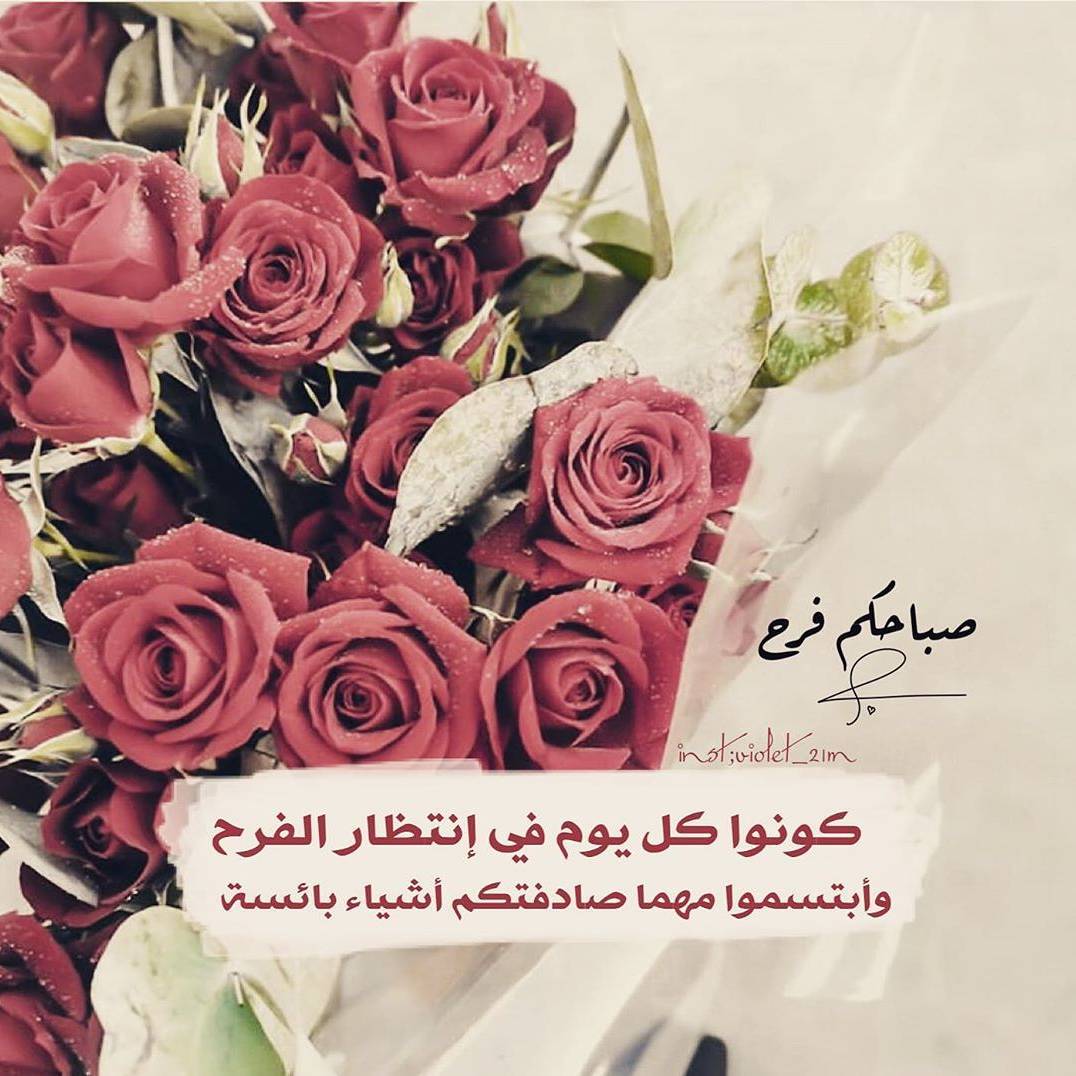 صباحكم فرح
inst;violet_21m
كونوا كل يوم في إنتظار الفرح
وأبتسموا مهما صادفتكم أشياء بائسة